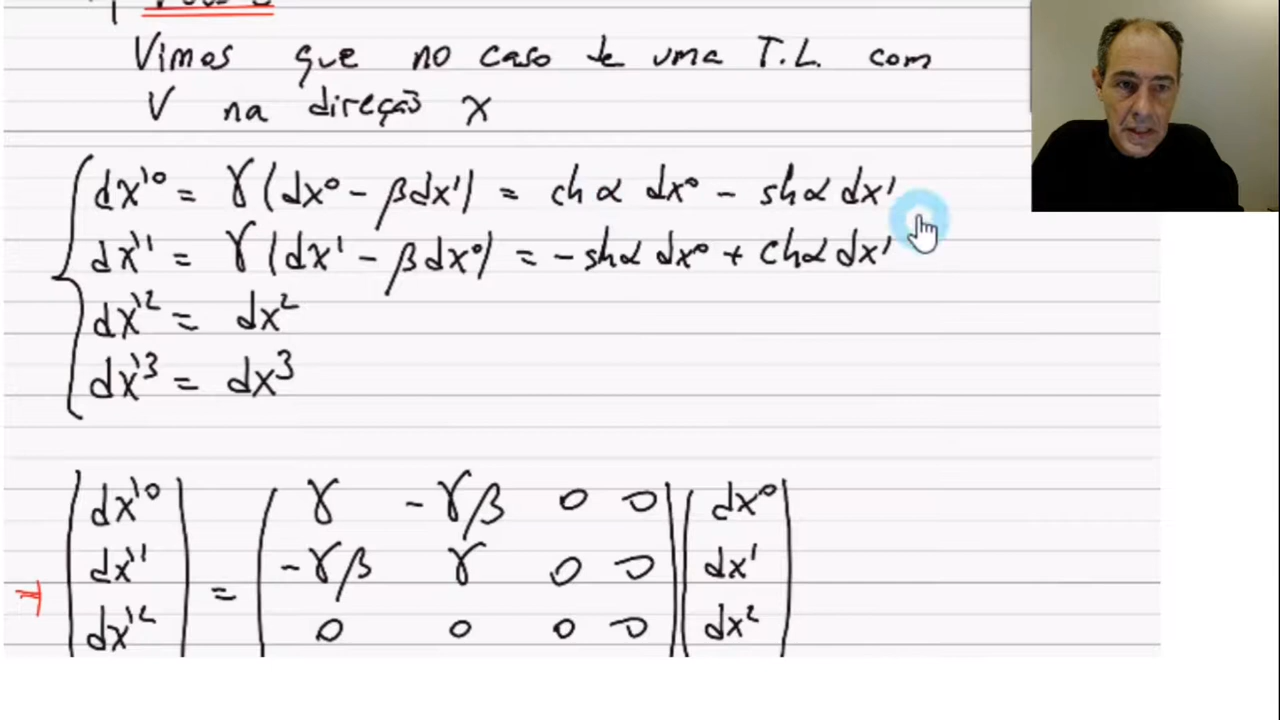 Vimos que no caso de uma T.L. com
V na direção x
dx'⁰ = γ(dx⁰ - βdx¹) = chα dx⁰ - shα dx¹
dx'¹ = γ(dx¹ - βdx⁰) = -shα dx⁰ + chα dx¹
dx'² = dx²
dx'³ = dx³
dx'⁰ γ -γβ 0 0 dx⁰
dx'¹ -γβ γ 0 0 dx¹
dx'² = 0 0 0 0 dx²